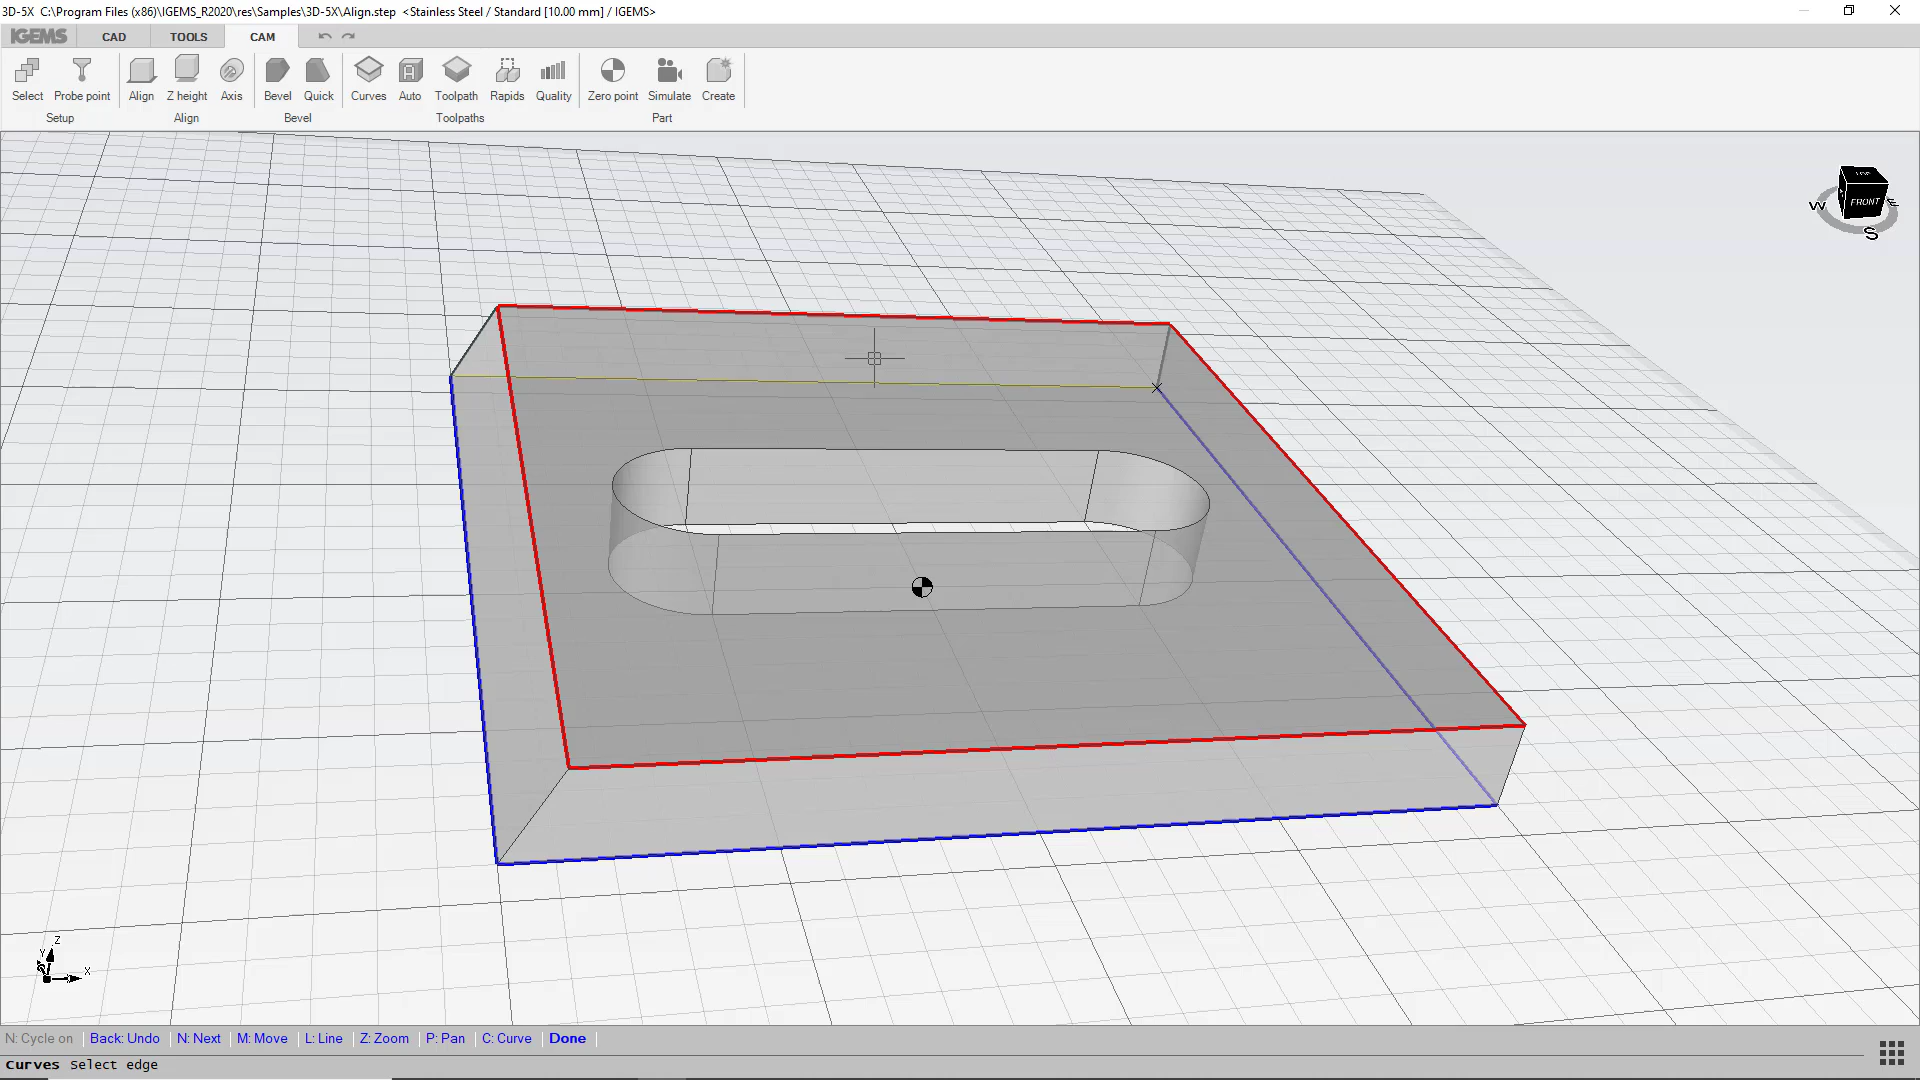 3D-5X C:\Program Files (x86)\IGEMS_R2020\res\Samples\3D-5X\Align.step <Stainless Steel / Standard [10.00 mm] / IGEMS>
IGEMS CAD TOOLS CAM
Select Probe point Align Z height Axis Bevel Quick Curves Auto Toolpath Rapids Quality Zero point Simulate Create
Setup Align Bevel Toolpaths Part
TOP
FRONT
W E
S
Z
Y
X
N: Cycle on Back: Undo N: Next M: Move L: Line Z: Zoom P: Pan C: Curve Done
Curves Select edge